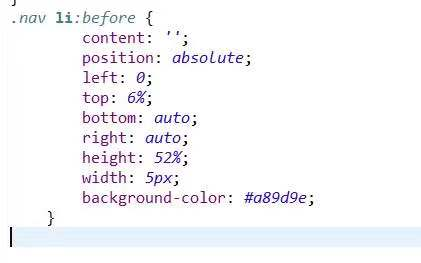 }
.nav li:before {
content: '';
position: absolute;
left: 0;
top: 6%;
bottom: auto;
right: auto;
height: 52%;
width: 5px;
background-color: #a89d9e;
}